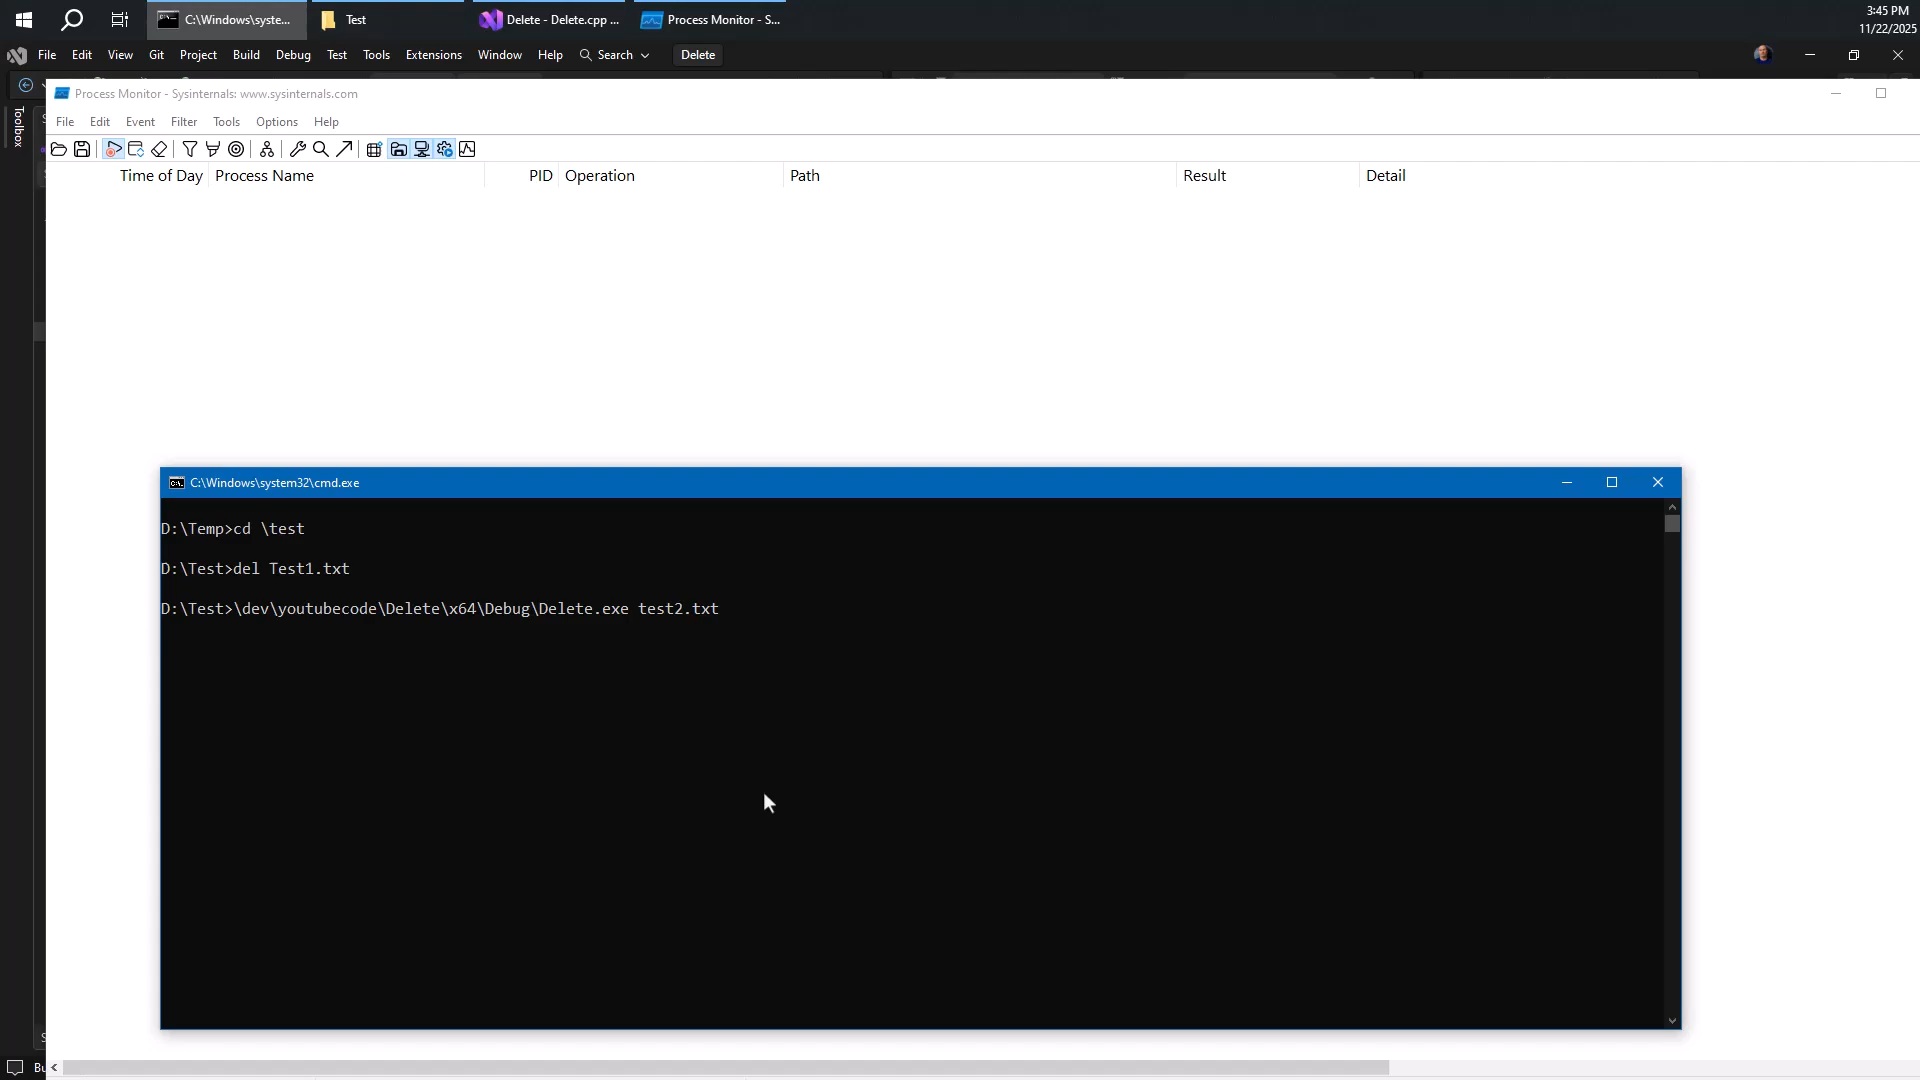 C:\Windows\syste...
Test
Delete - Delete.cpp ...
Process Monitor - S...
3:45 PM
11/22/2025
File Edit View Git Project Build Debug Test Tools Extensions Window Help Search Delete
Process Monitor - Sysinternals: www.sysinternals.com
Toolbox
File Edit Event Filter Tools Options Help
Time of Day Process Name PID Operation Path Result Detail
C:\Windows\system32\cmd.exe
D:\Temp>cd \test
D:\Test>del Test1.txt
D:\Test>\dev\youtubecode\Delete\x64\Debug\Delete.exe test2.txt